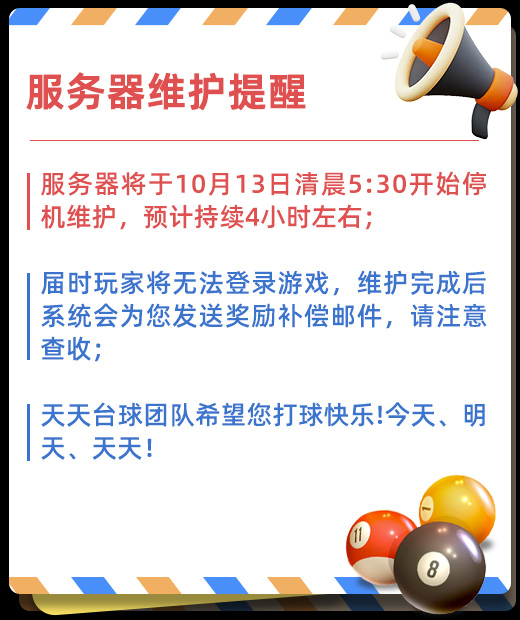 服务器维护提醒
服务器将于10月13日清晨5:30开始停
机维护，预计持续4小时左右；
届时玩家将无法登录游戏，维护完成后
系统会为您发送奖励补偿邮件，请注意
查收；
天天台球团队希望您打球快乐!今天、明
天、天天!
11
1
8